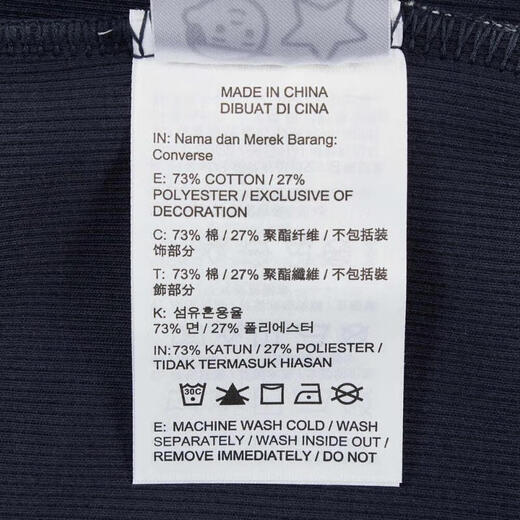 MADE IN CHINA
DIBUAT DI CINA
IN: Nama dan Merek Barang:
Converse
E: 73% COTTON / 27%
POLYESTER / EXCLUSIVE OF
DECORATION
C: 73% 棉 / 27% 聚酯纤维 / 不包括装
饰部分
T: 73% 棉 / 27% 聚酯纖維 / 不包括裝
飾部分
K: 섬유혼용율
73% 면 / 27% 폴리에스터
IN: 73% KATUN / 27% POLIESTER /
TIDAK TERMASUK HIASAN
30C
E: MACHINE WASH COLD / WASH
SEPARATELY / WASH INSIDE OUT /
REMOVE IMMEDIATELY / DO NOT